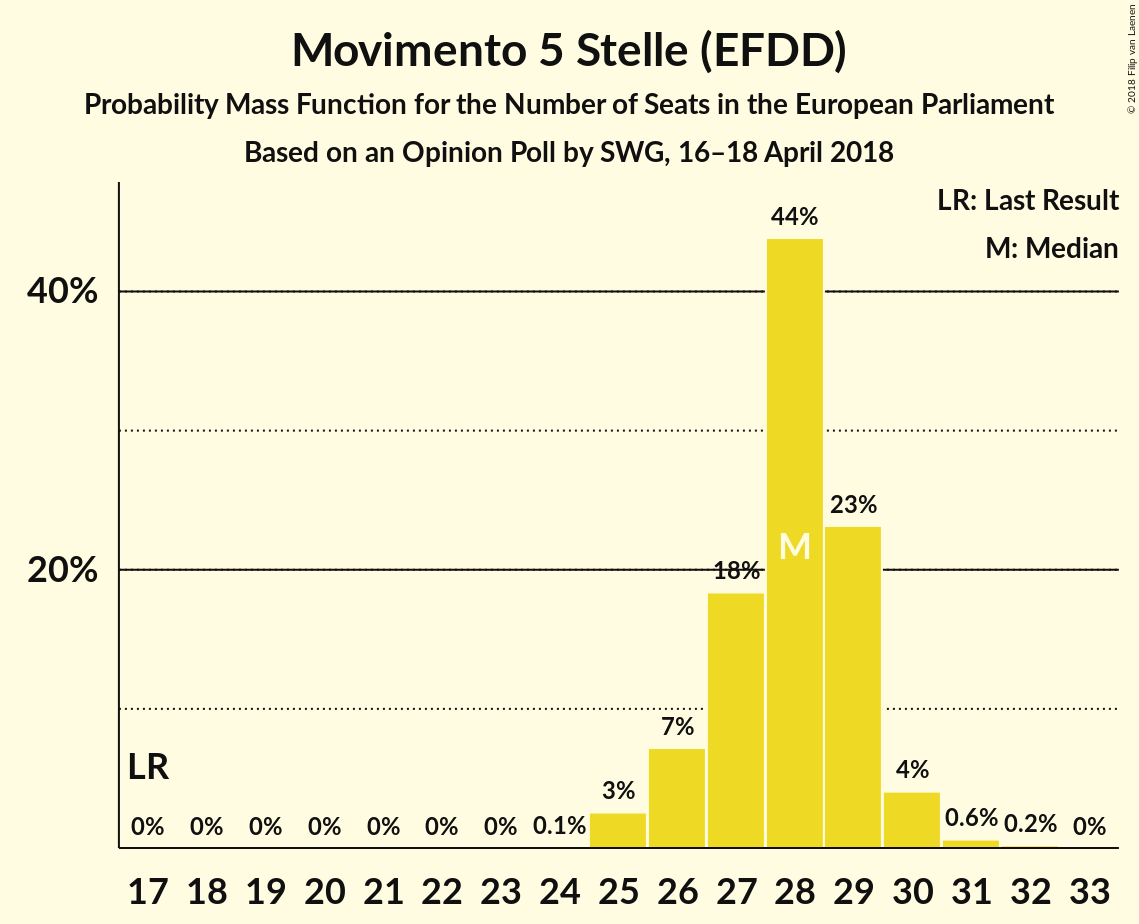 Movimento 5 Stelle (EFDD)
Probability Mass Function for the Number of Seats in the European Parliament
Based on an Opinion Poll by SWG, 16–18 April 2018
© 2018 Filip van Laenen
LR: Last Result
M: Median
44%
40%
23%
M
20%
18%
7%
LR
4%
3%
0% 0% 0% 0% 0% 0% 0% 0.1% 0.6% 0.2% 0%
17 18 19 20 21 22 23 24 25 26 27 28 29 30 31 32 33